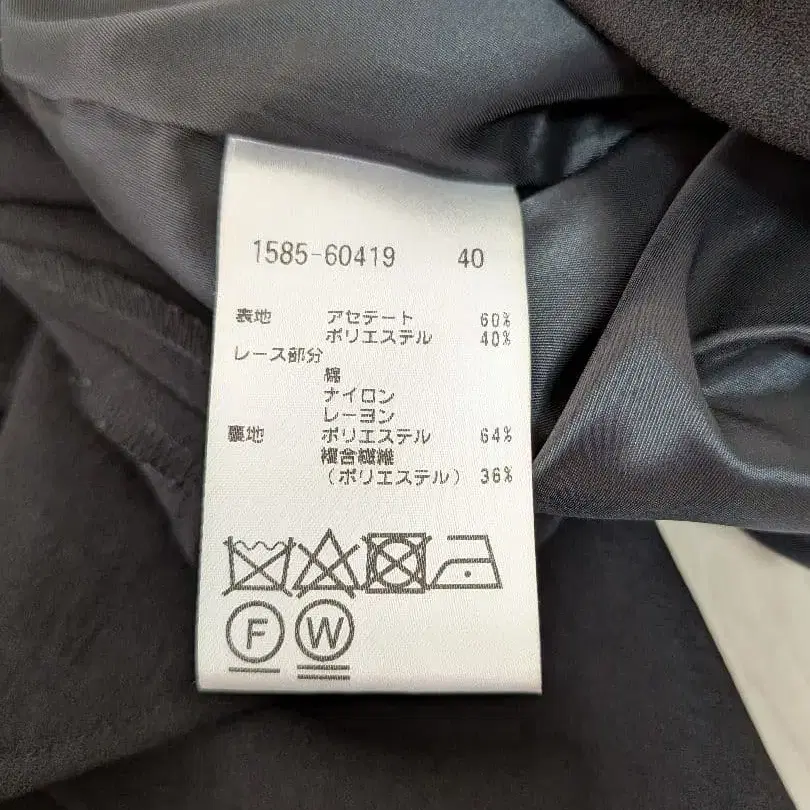 1585-60419 40
表地 アセテート 60%
ポリエステル 40%
レース部分
綿
ナイロン
レーヨン
裏地 ポリエステル 64%
複合繊維
(ポリエステル) 36%
F W